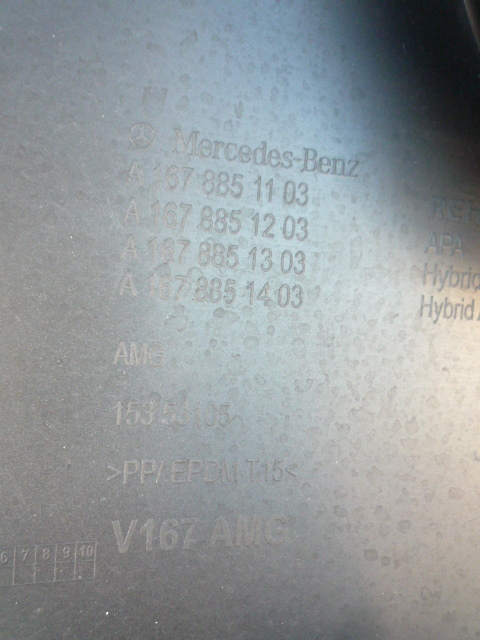 Mercedes-Benz
A 167 885 11 03
A 167 885 12 03
A 167 885 13 03
A 167 885 14 03
APA
Hybrid
Hybrid
AMG
>PP/EPDM-T15<
V167 AMG
6 7 8 9 10